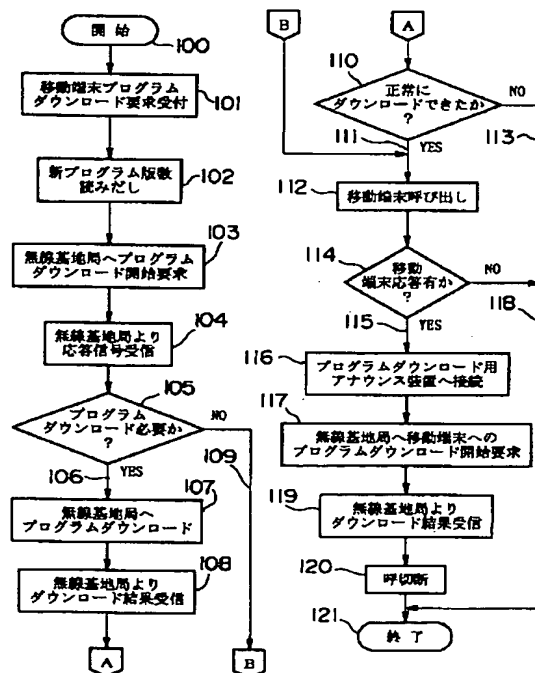 開始
100
移動端末プログラム
ダウンロード要求受付
101
新プログラム版数
読みだし
102
103
無線基地局へプログラム
ダウンロード開始要求
104
無線基地局より
応答信号受信
105
プログラム
ダウンロード必要か
?
NO
109
106
YES
無線基地局へ
プログラムダウンロード
107
無線基地局より
ダウンロード結果受信
108
A
B
B
A
110
正常に
ダウンロードできたか
?
NO
113
111
YES
112
移動端末呼び出し
114
移動
端末応答有か
?
NO
118
115
YES
116
プログラムダウンロード用
アナウンス装置へ接続
117
無線基地局へ移動端末への
プログラムダウンロード開始要求
119
無線基地局より
ダウンロード結果受信
120
呼切断
121
終了